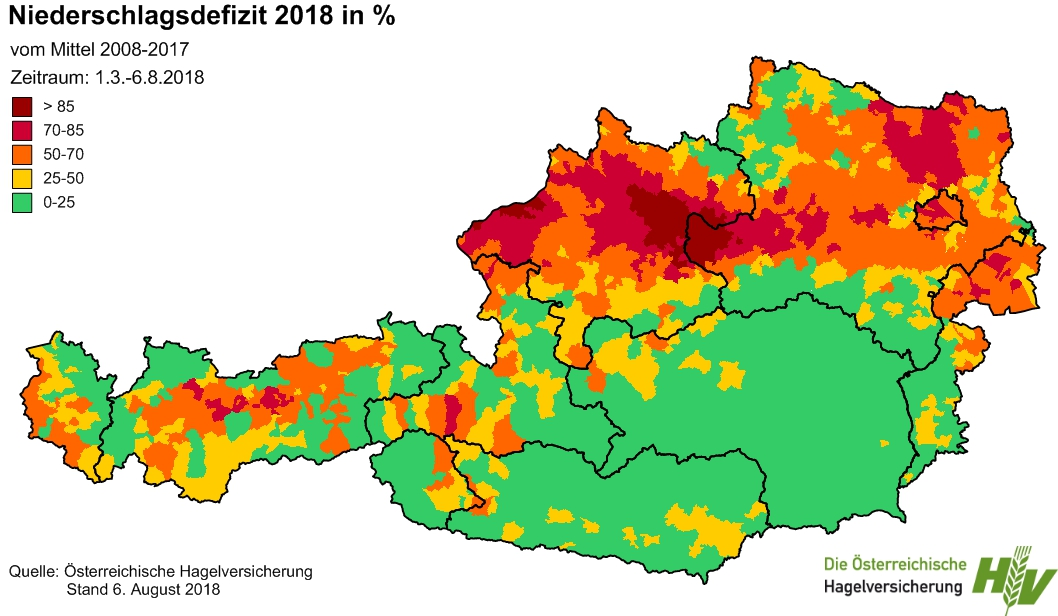 Niederschlagsdefizit 2018 in %
vom Mittel 2008-2017
Zeitraum: 1.3.-6.8.2018
> 85
70-85
50-70
25-50
0-25
Quelle: Österreichische Hagelversicherung
Stand 6. August 2018
Die Österreichische
Hagelversicherung
HV